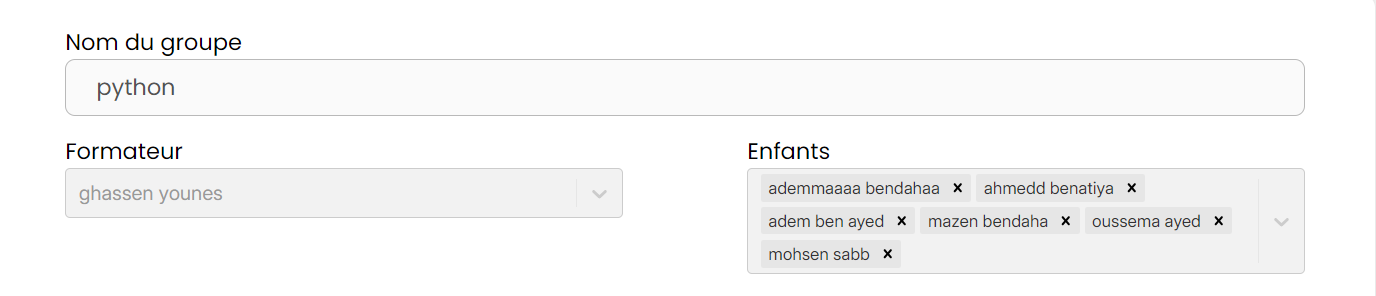 Nom du groupe
python
Formateur
ghassen younes
Enfants
ademmaaaa bendahaa × ahmedd benatiya ×
adem ben ayed × mazen bendaha × oussema ayed ×
mohsen sabb ×